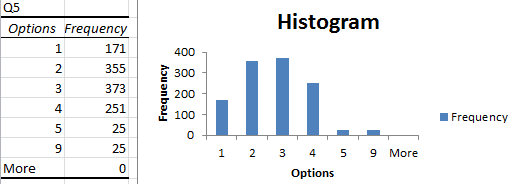 Q5
Options Frequency
1 171
2 355
3 373
4 251
5 25
9 25
More 0
Histogram
Frequency
400
300
200
100
0
1 2 3 4 5 9 More
Options
Frequency